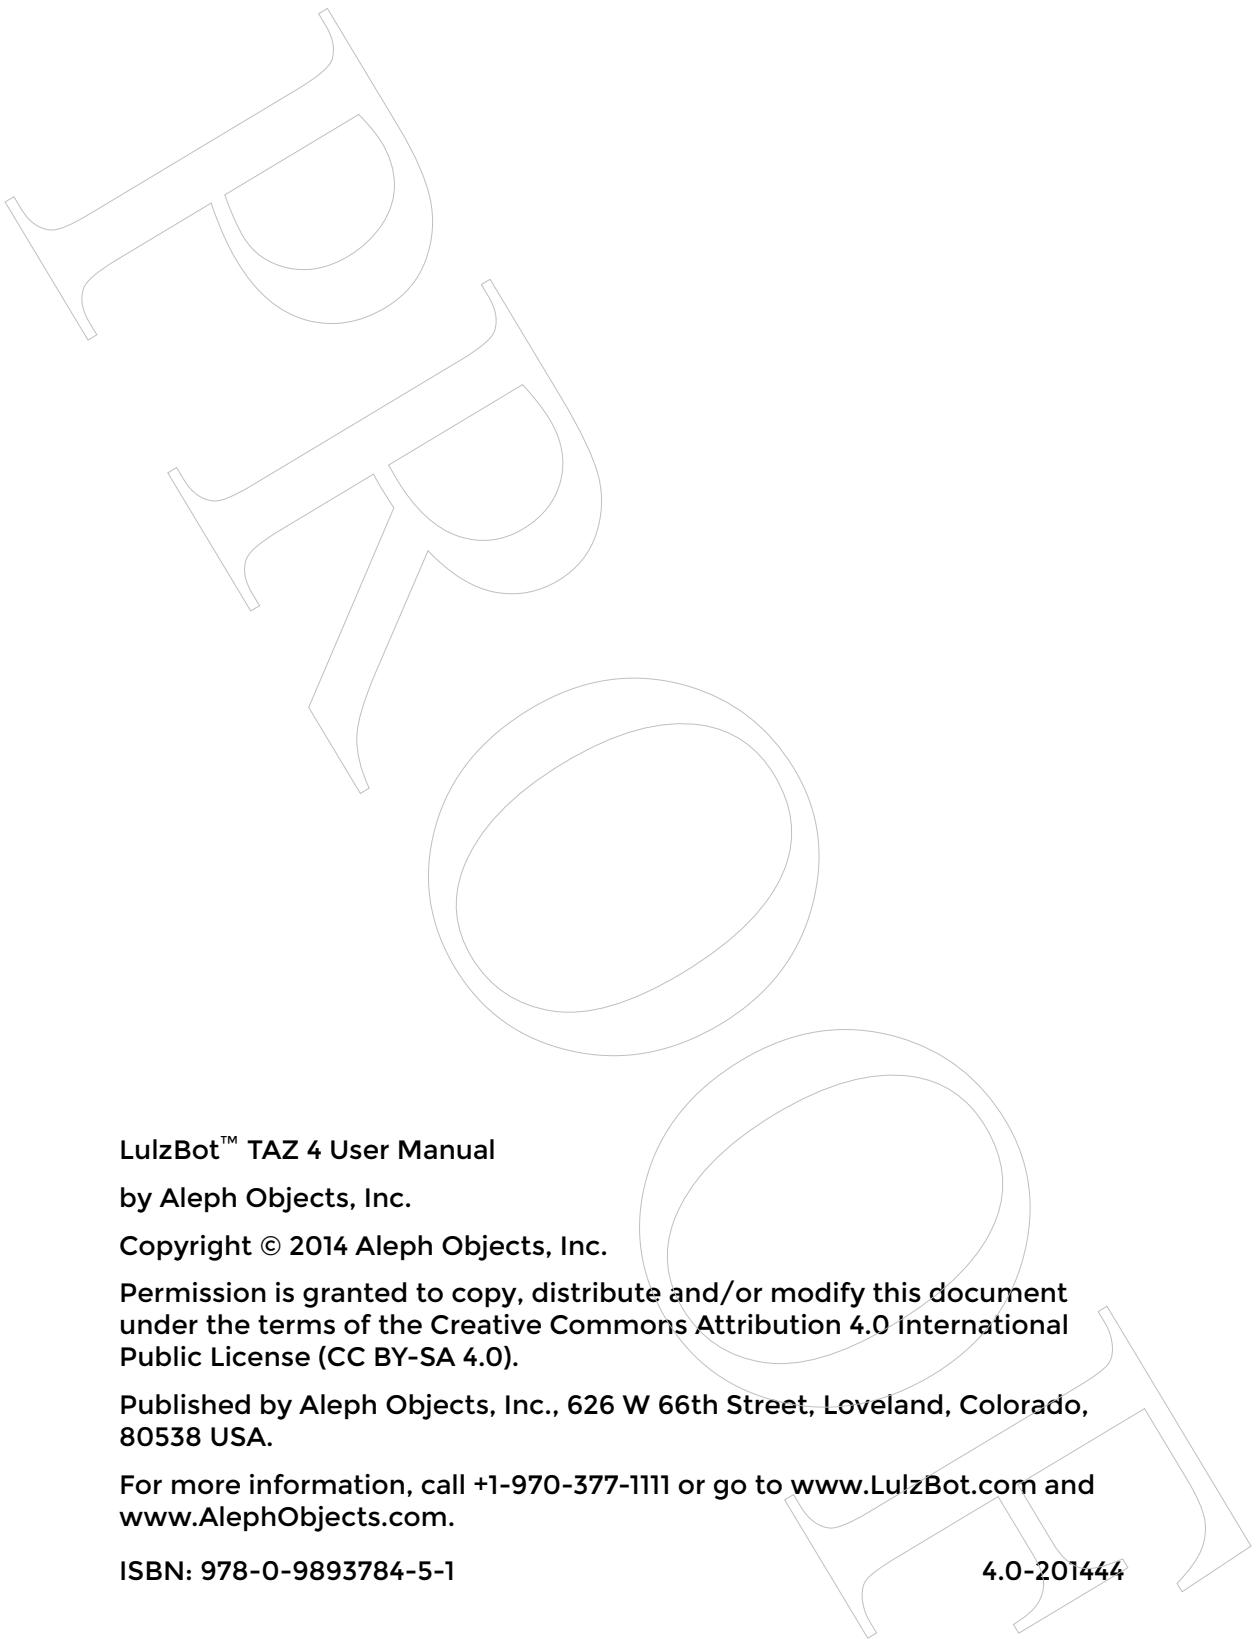 PROOF
LulzBot™ TAZ 4 User Manual
by Aleph Objects, Inc.
Copyright © 2014 Aleph Objects, Inc.
Permission is granted to copy, distribute and/or modify this document
under the terms of the Creative Commons Attribution 4.0 International
Public License (CC BY-SA 4.0).
Published by Aleph Objects, Inc., 626 W 66th Street, Loveland, Colorado,
80538 USA.
For more information, call +1-970-377-1111 or go to www.LulzBot.com and
www.AlephObjects.com.
ISBN: 978-0-9893784-5-1 4.0-201444